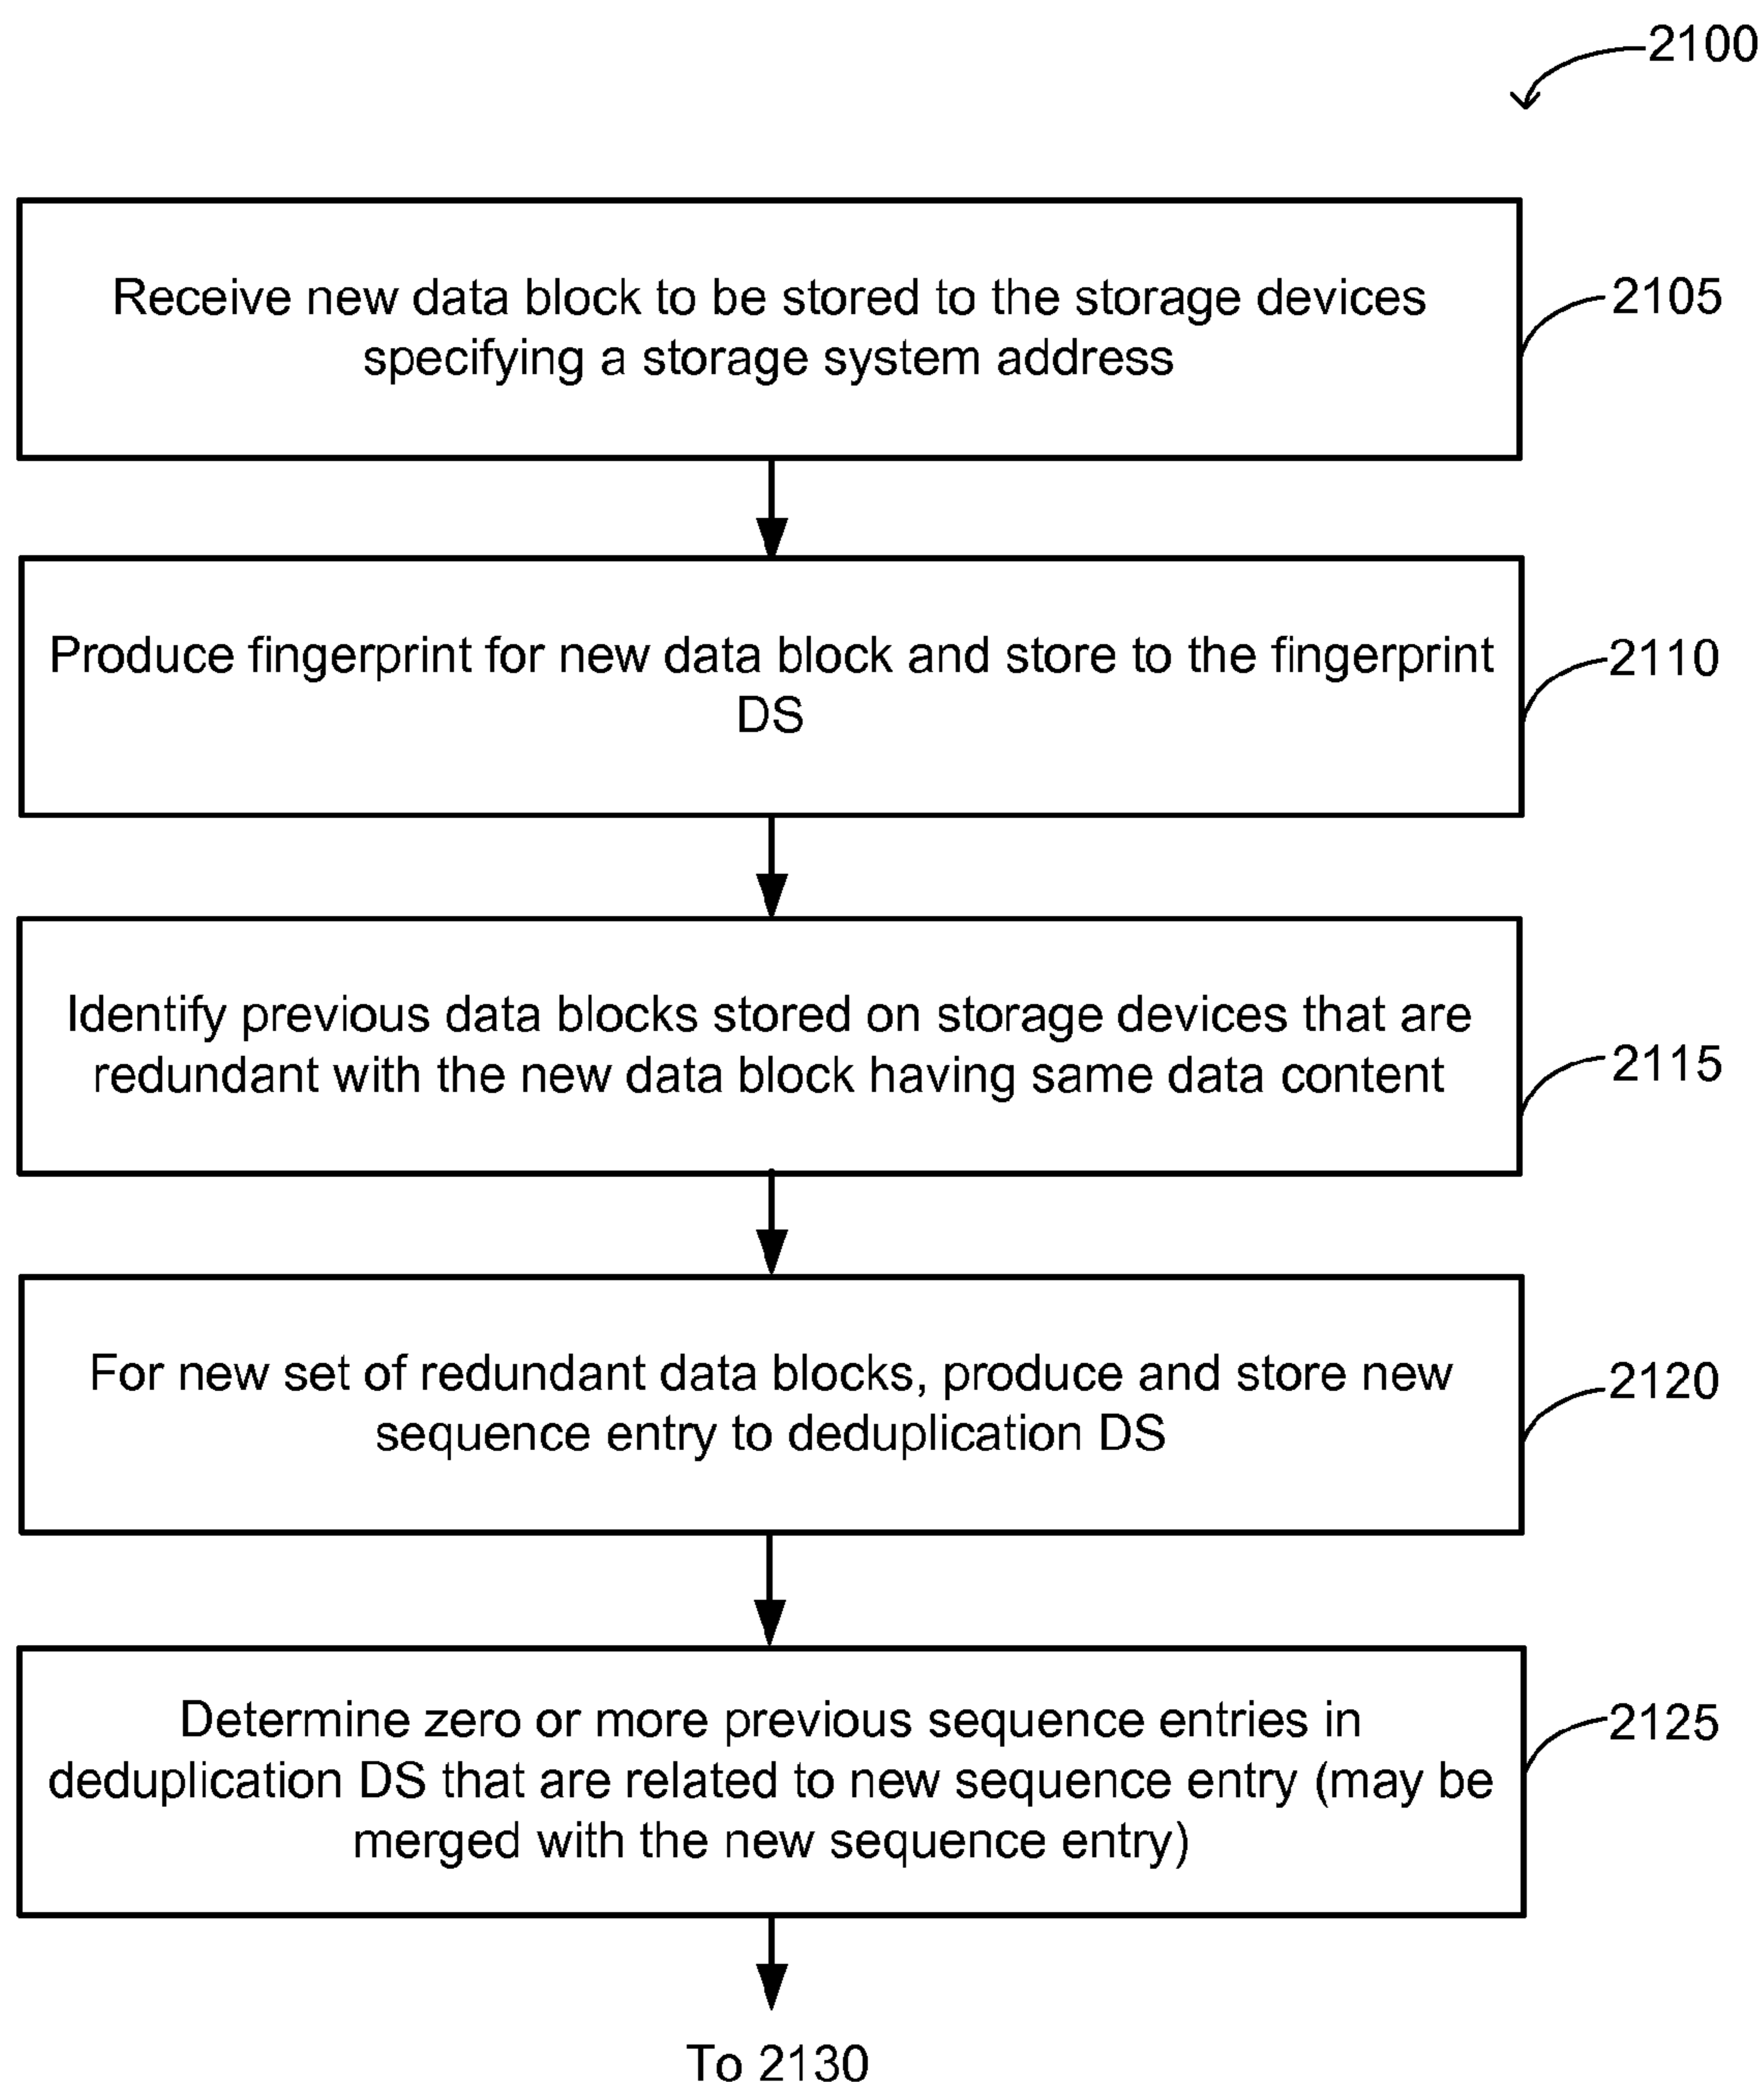 2100
Receive new data block to be stored to the storage devices
specifying a storage system address
2105
Produce fingerprint for new data block and store to the fingerprint
DS
2110
Identify previous data blocks stored on storage devices that are
redundant with the new data block having same data content
2115
For new set of redundant data blocks, produce and store new
sequence entry to deduplication DS
2120
Determine zero or more previous sequence entries in
deduplication DS that are related to new sequence entry (may be
merged with the new sequence entry)
2125
To 2130